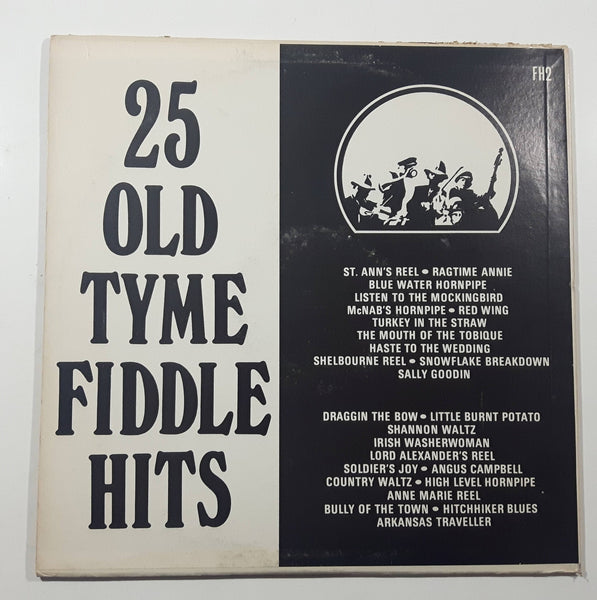 25
OLD
TYME
FIDDLE
HITS
FH2
ST. ANN'S REEL • RAGTIME ANNIE
BLUE WATER HORNPIPE
LISTEN TO THE MOCKINGBIRD
McNAB'S HORNPIPE • RED WING
TURKEY IN THE STRAW
THE MOUTH OF THE TOBIQUE
HASTE TO THE WEDDING
SHELBOURNE REEL • SNOWFLAKE BREAKDOWN
SALLY GOODIN
DRAGGIN THE BOW • LITTLE BURNT POTATO
SHANNON WALTZ
IRISH WASHERWOMAN
LORD ALEXANDER'S REEL
SOLDIER'S JOY • ANGUS CAMPBELL
COUNTRY WALTZ • HIGH LEVEL HORNPIPE
ANNE MARIE REEL
BULLY OF THE TOWN • HITCHHIKER BLUES
ARKANSAS TRAVELLER